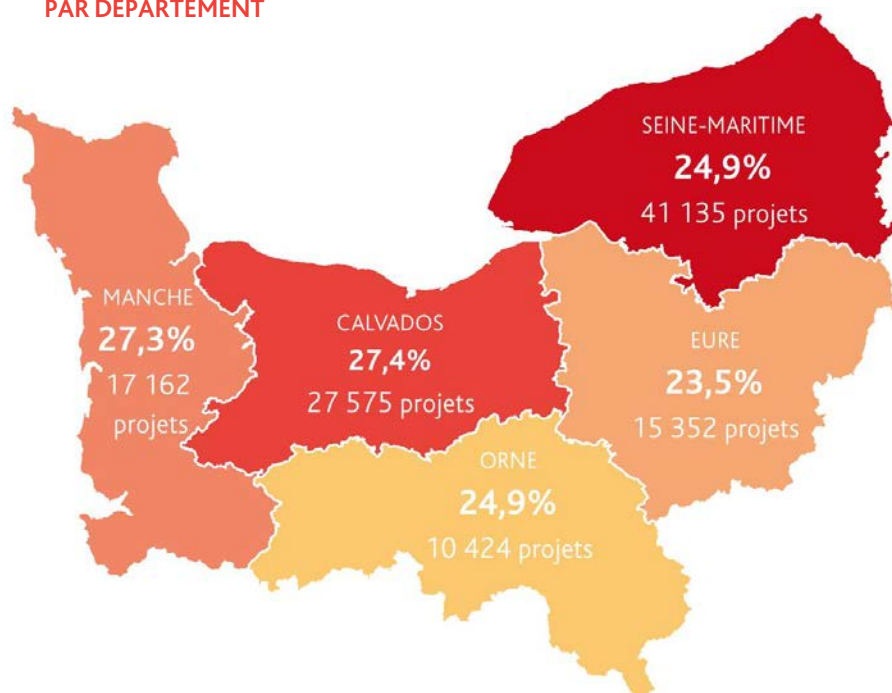 PAR DÉPARTEMENT
SEINE-MARITIME
24,9%
41 135 projets
MANCHE
27,3%
17 162
projets
CALVADOS
27,4%
27 575 projets
EURE
23,5%
15 352 projets
ORNE
24,9%
10 424 projets